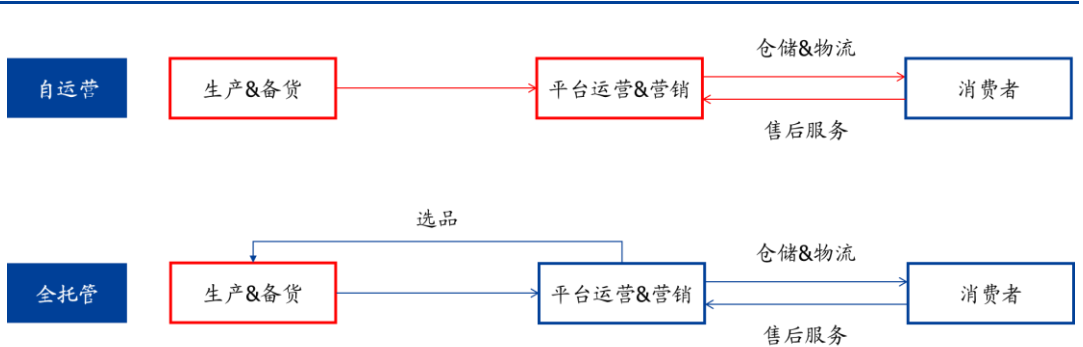 仓储&物流
自运营
生产&备货
平台运营&营销
消费者
售后服务
选品
仓储&物流
全托管
生产&备货
平台运营&营销
消费者
售后服务